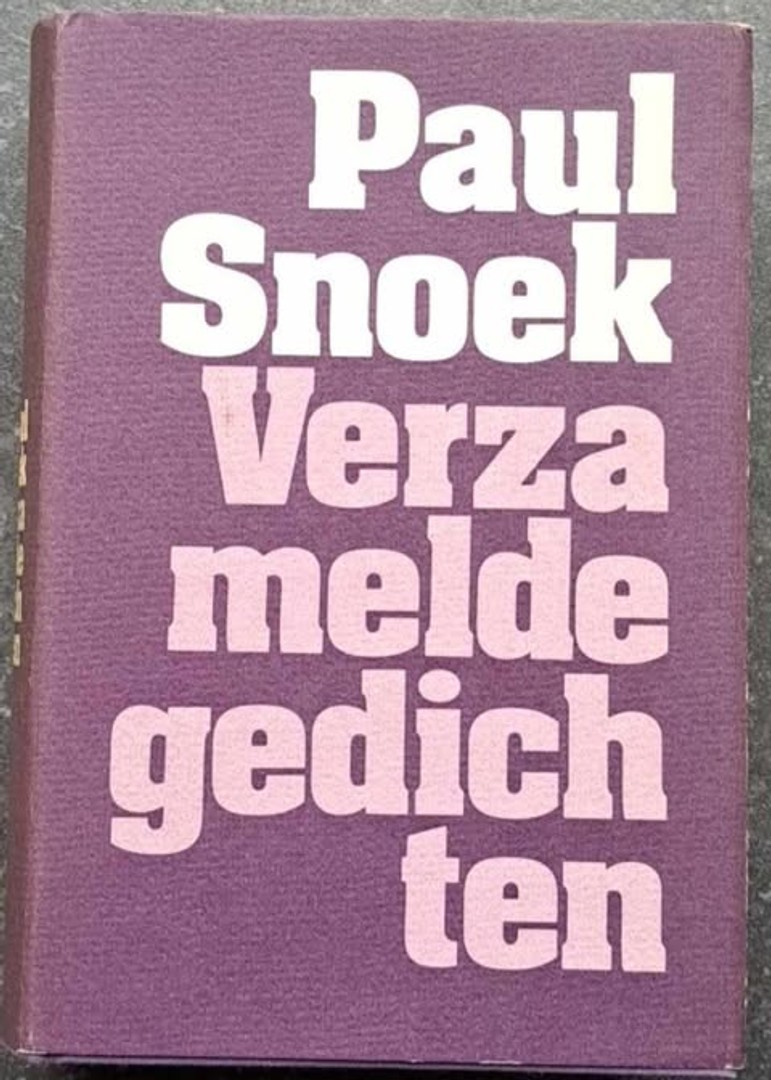 Paul
Snoek
Verza
melde
gedich
ten